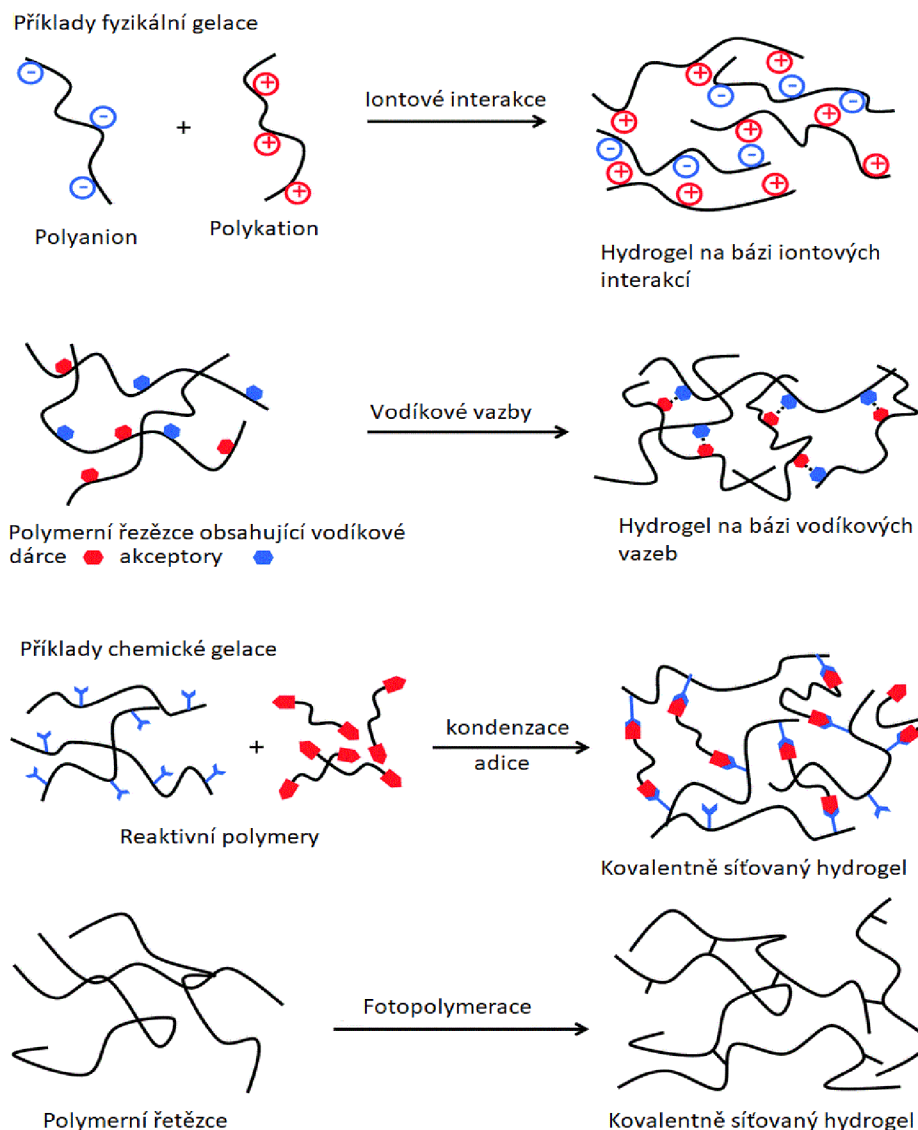 Příklady fyzikální gelace
- - -
+
+ + +
Iontové interakce
+ + + + + + + + +
- - - - - -
Polyanion
Polykation
Hydrogel na bázi iontových
interakcí
Vodíkové vazby
Polymerní řezězce obsahující vodíkové
dárce akceptory
Hydrogel na bázi vodíkových
vazeb
Příklady chemické gelace
+
kondenzace
adice
Reaktivní polymery
Kovalentně síťovaný hydrogel
Fotopolymerace
Polymerní řetězce
Kovalentně síťovaný hydrogel